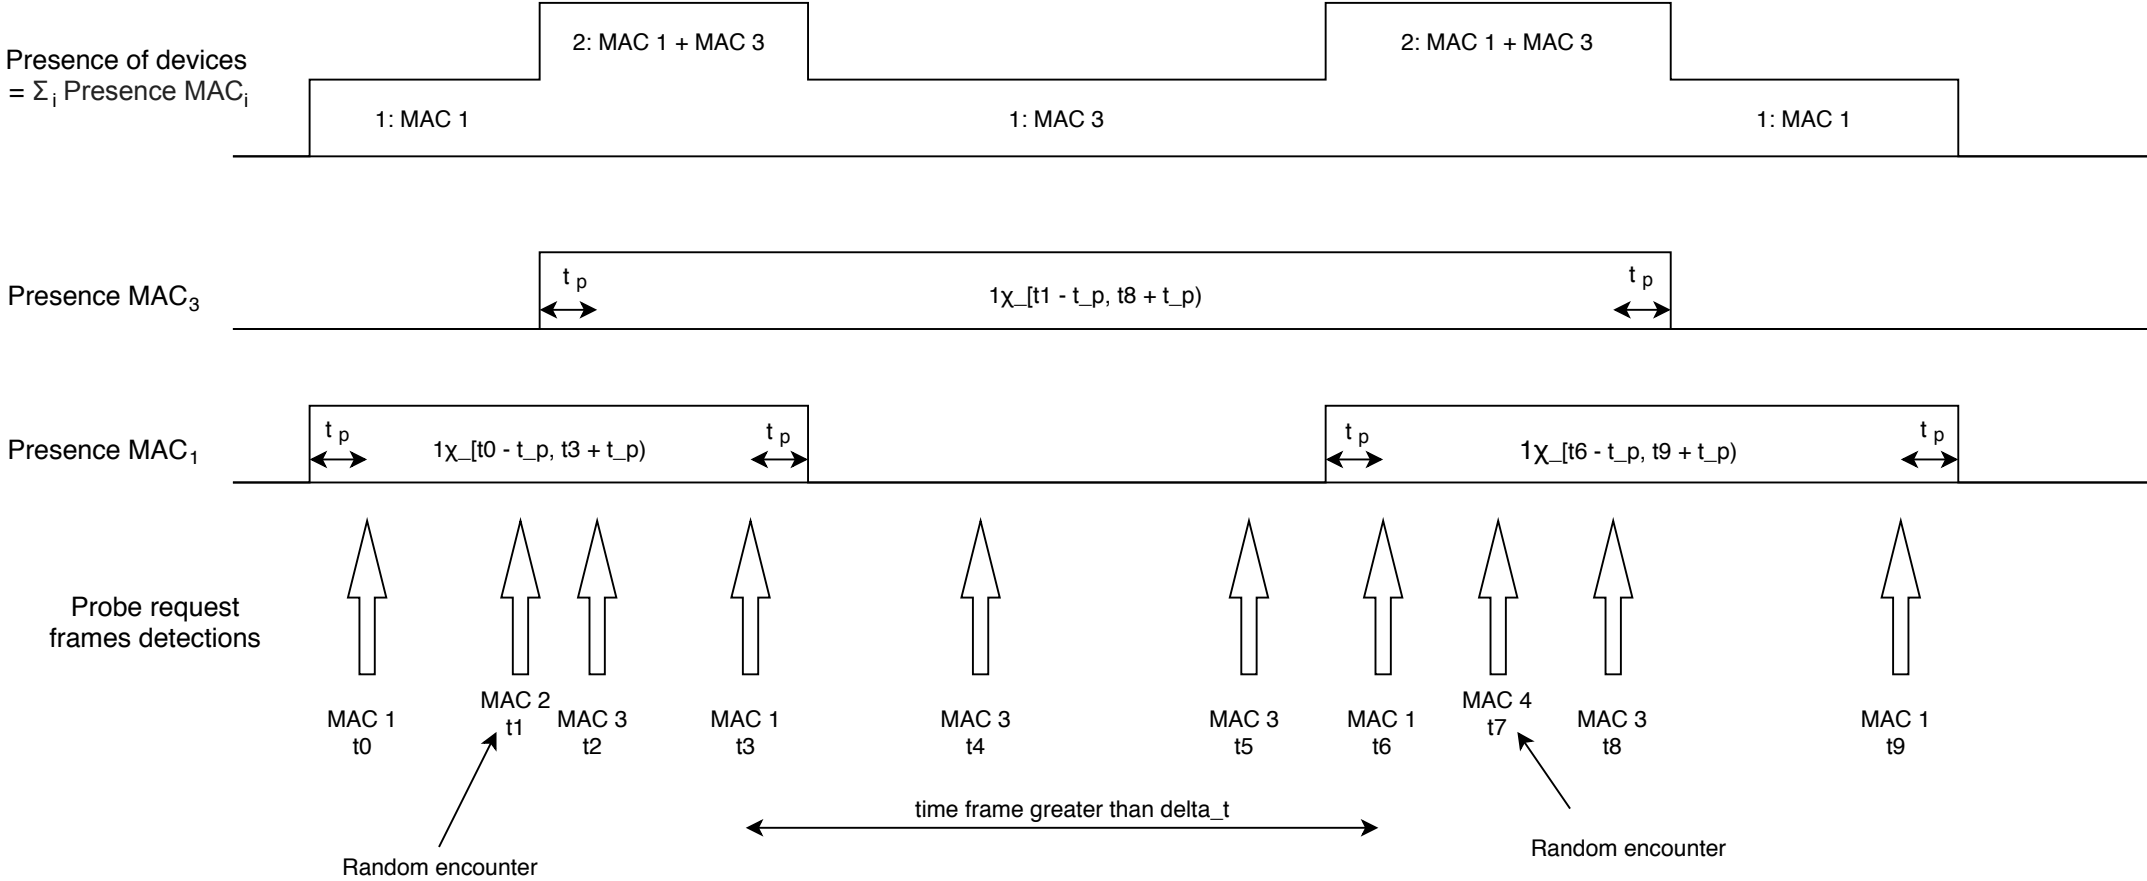 2: MAC 1 + MAC 3
2: MAC 1 + MAC 3
Presence of devices
= Σ i Presence MACi
1: MAC 1
1: MAC 3
1: MAC 1
t p
t p
Presence MAC3
1χ_[t1 - t_p, t8 + t_p)
t p
t p
t p
t p
Presence MAC1
1χ_[t0 - t_p, t3 + t_p)
1χ_[t6 - t_p, t9 + t_p)
Probe request
frames detections
MAC 1
t0
MAC 2
t1
MAC 3
t2
MAC 1
t3
MAC 3
t4
MAC 3
t5
MAC 1
t6
MAC 4
t7
MAC 3
t8
MAC 1
t9
time frame greater than delta_t
Random encounter
Random encounter